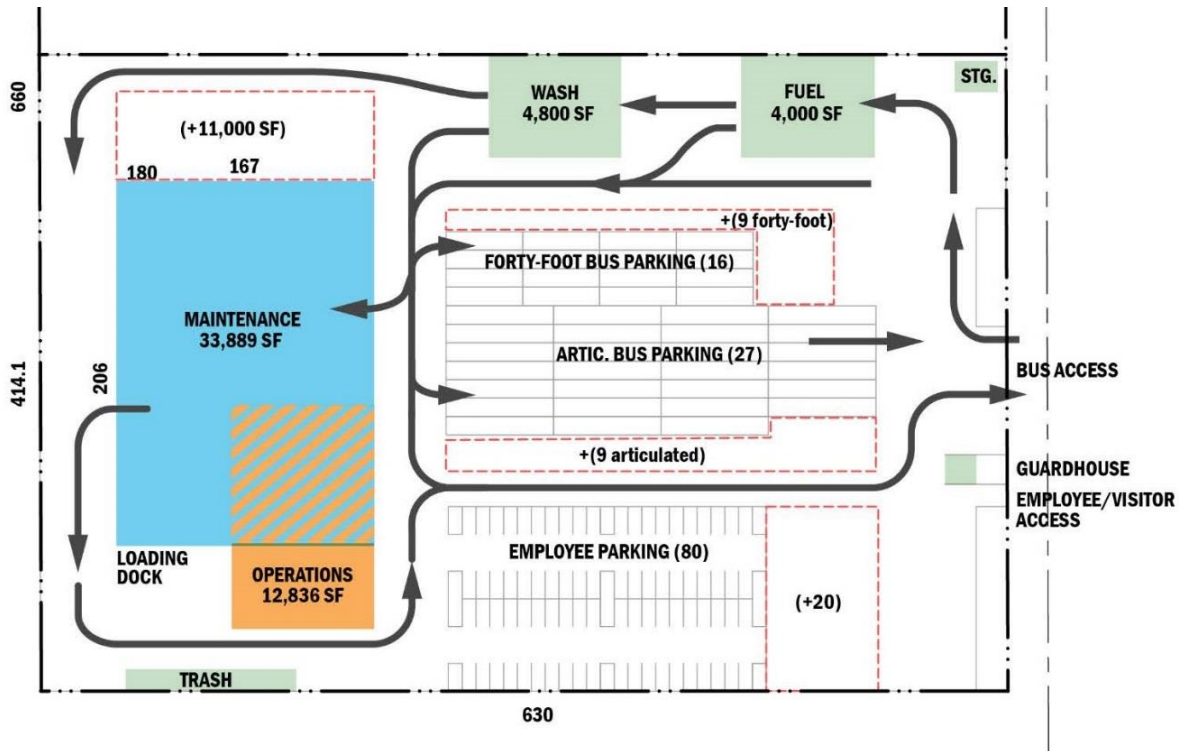 660
WASH
4,800 SF
FUEL
4,000 SF
STG.
(+11,000 SF)
180
167
+(9 forty-foot)
FORTY-FOOT BUS PARKING (16)
MAINTENANCE
33,889 SF
ARTIC. BUS PARKING (27)
BUS ACCESS
206
414.1
+(9 articulated)
GUARDHOUSE
EMPLOYEE/VISITOR
ACCESS
LOADING
DOCK
OPERATIONS
12,836 SF
EMPLOYEE PARKING (80)
(+20)
TRASH
630